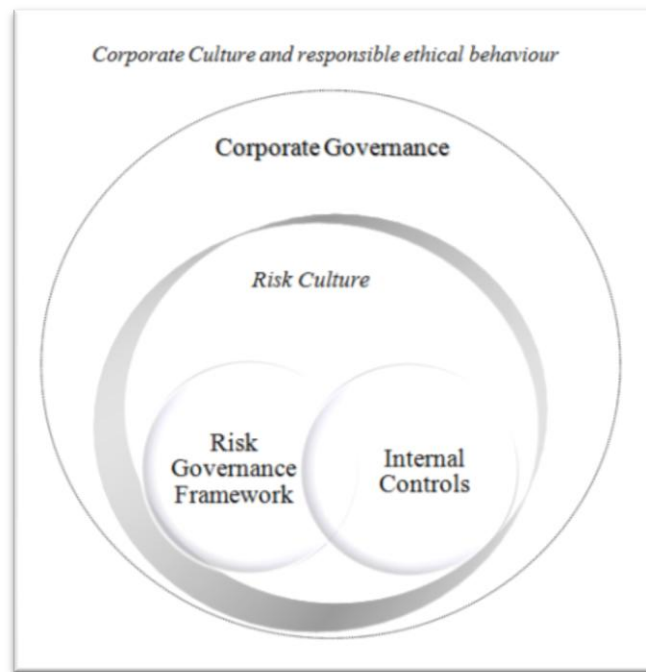 Corporate Culture and responsible ethical behaviour
Corporate Governance
Risk Culture
Risk
Governance
Framework
Internal
Controls